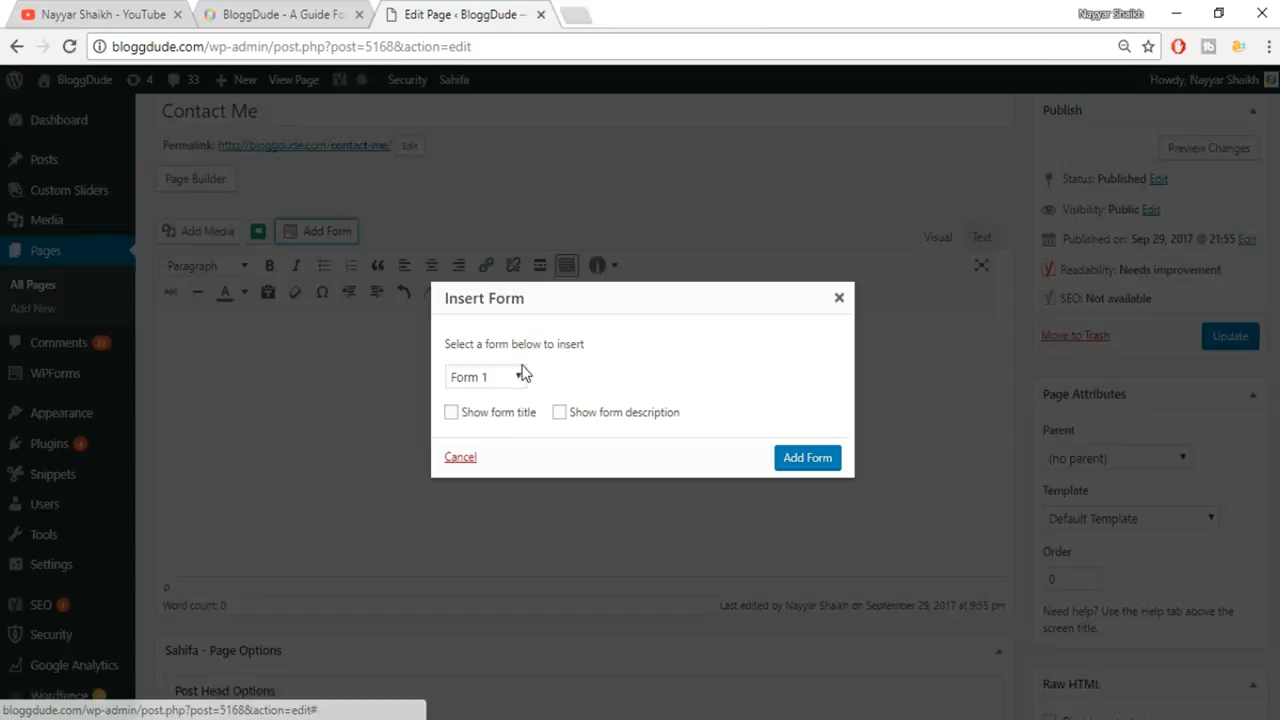 Nayyar Shaikh - YouTube
BloggDude - A Guide Fo
Edit Page ‹ BloggDude —
Nayyar Shaikh
bloggdude.com/wp-admin/post.php?post=5168&action=edit
BloggDude
4
33
New
View Page
Security
Sahifa
Howdy, Nayyar Shaikh
Dashboard
Posts
Custom Sliders
Media
Pages
All Pages
Add New
Comments
WPForms
Appearance
Plugins 4
Snippets
Users
Tools
Settings
SEO 1
Security
Google Analytics
Wordfence
Contact Me
Permalink: http://bloggdude.com/contact-me/ Edit
Page Builder
Add Media
Add Form
Visual
Text
Paragraph
B
I
ABC
A
Insert Form
Select a form below to insert
Form 1
Show form title
Show form description
Cancel
Add Form
p
Word count: 0
Last edited by Nayyar Shaikh on September 29, 2017 at 9:55 pm
Sahifa - Page Options
Post Head Options
Publish
Preview Changes
Status: Published Edit
Visibility: Public Edit
Published on: Sep 29, 2017 @ 21:55 Edit
Readability: Needs improvement
SEO: Not available
Move to Trash
Update
Page Attributes
Parent
(no parent)
Template
Default Template
Order
0
Need help? Use the Help tab above the
screen title.
Raw HTML
bloggdude.com/wp-admin/post.php?post=5168&action=edit#